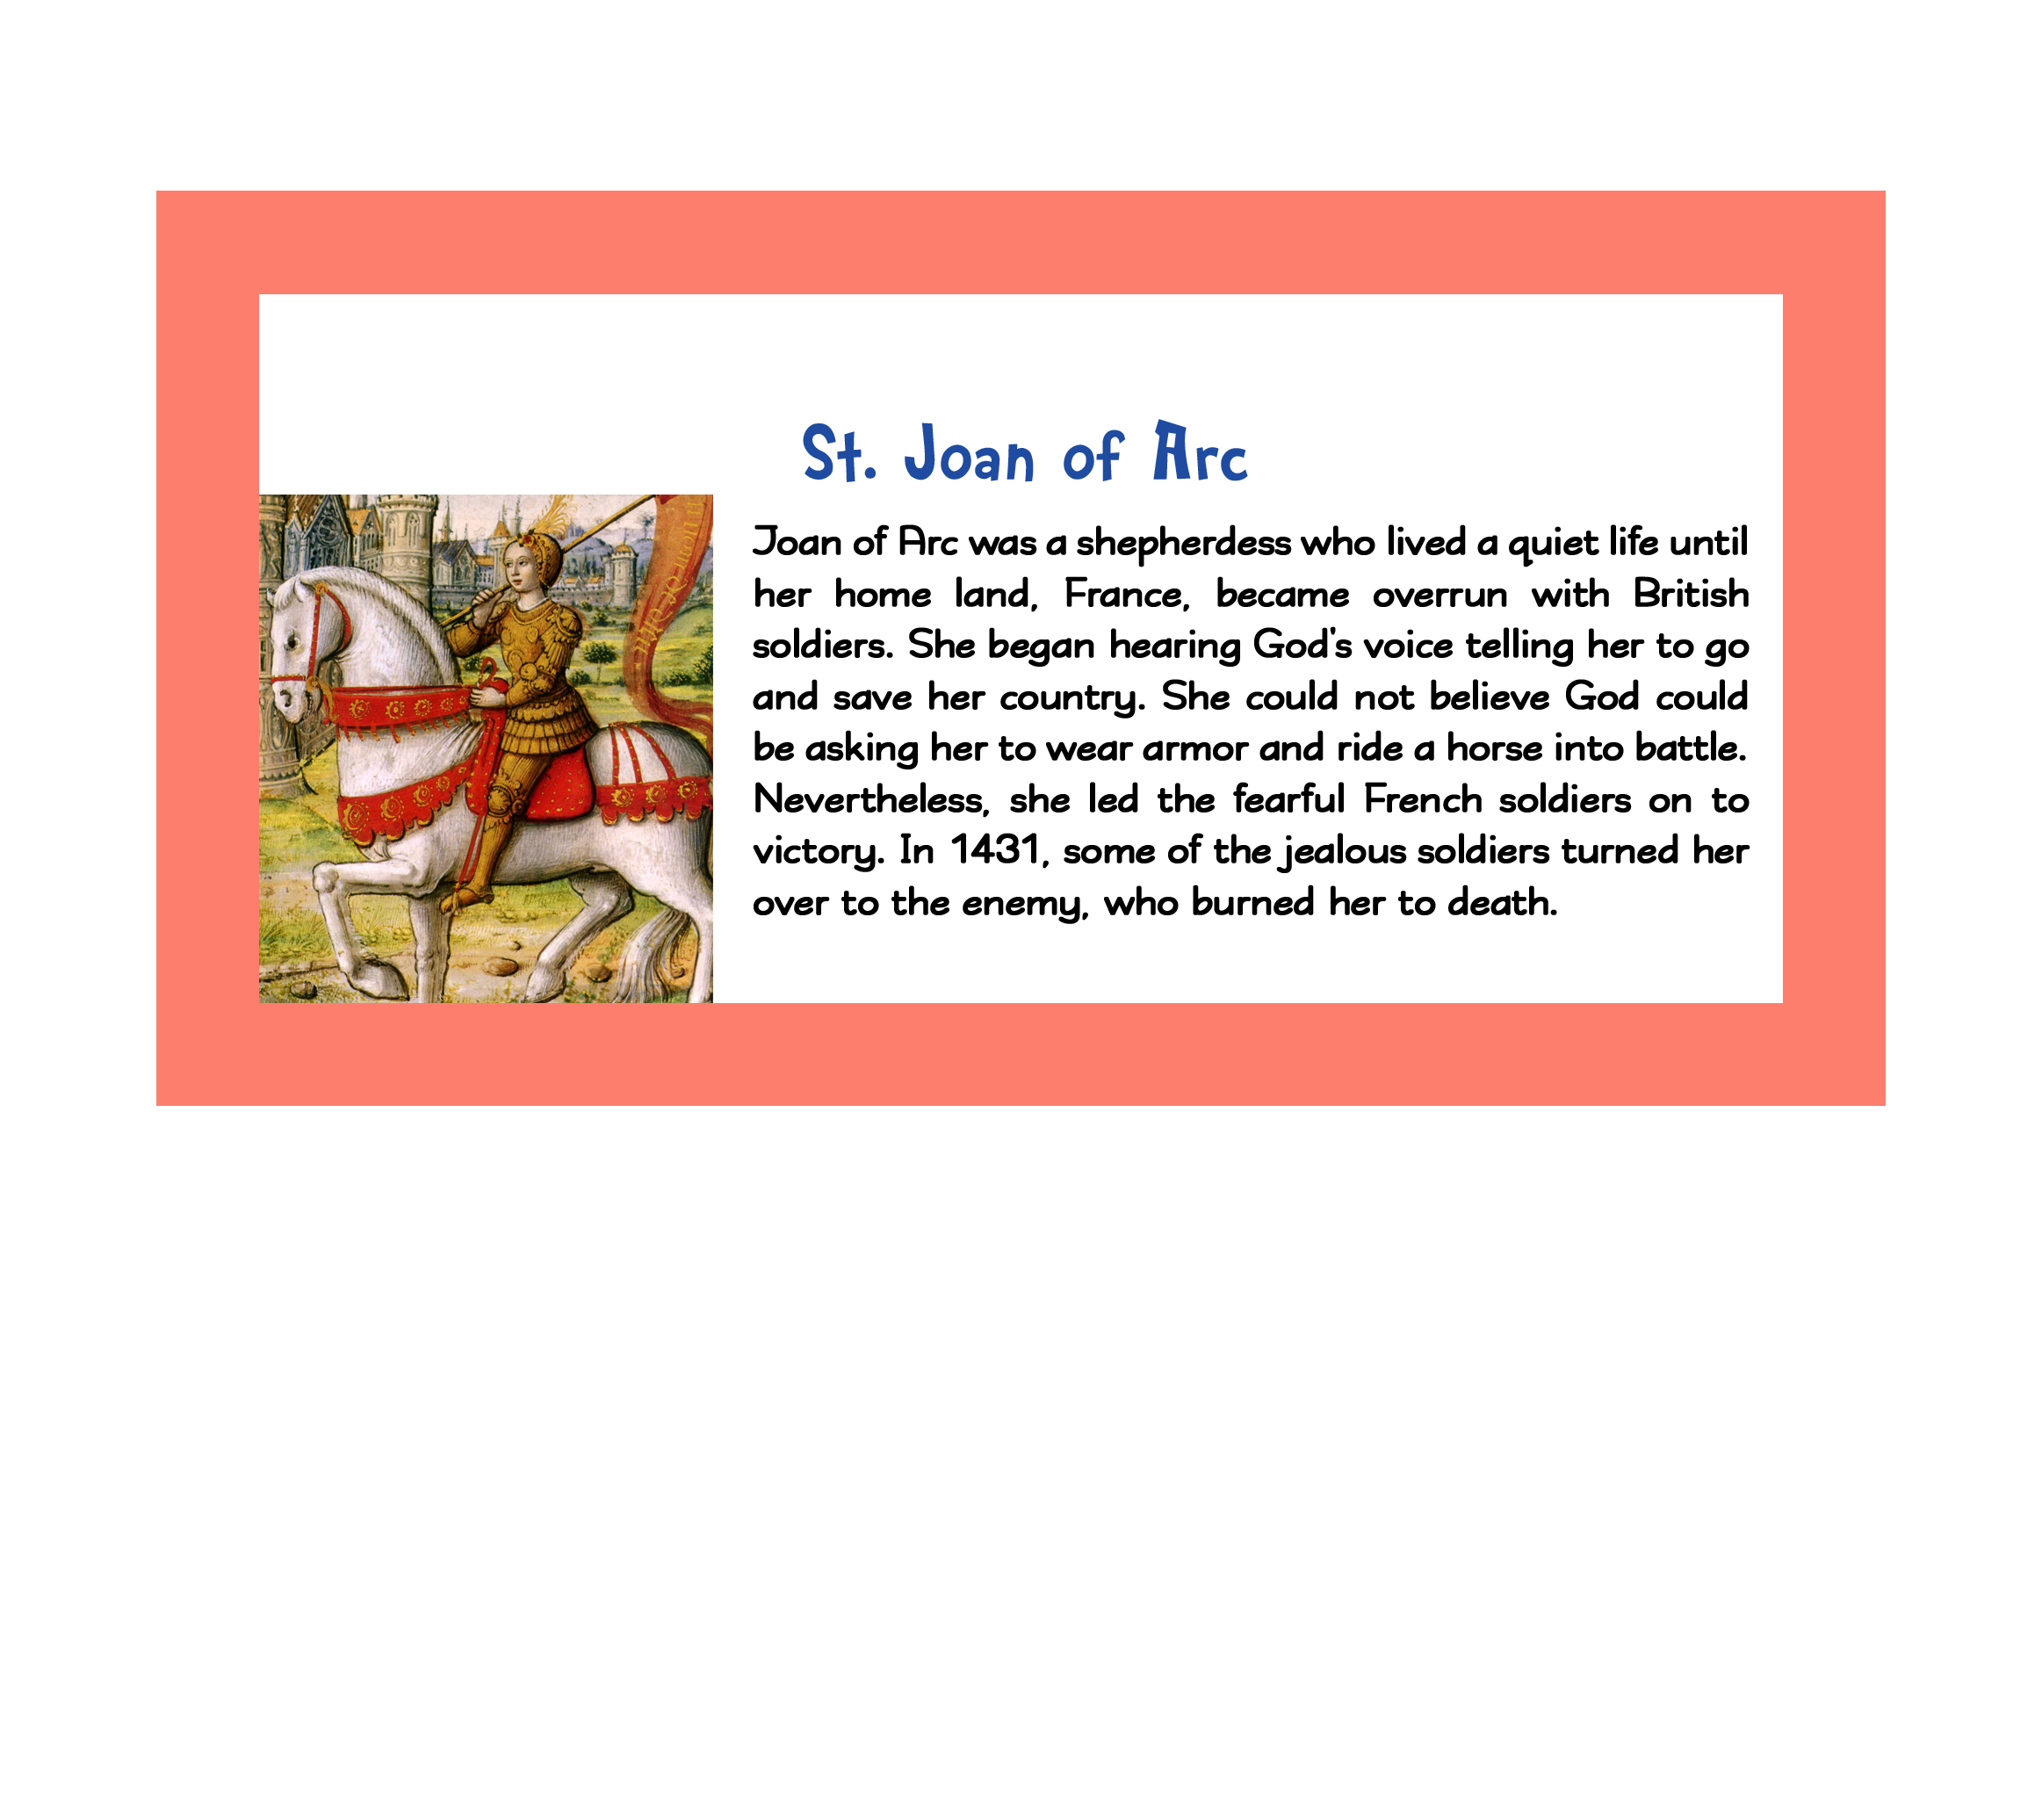 St. Joan of Arc
Joan of Arc was a shepherdess who lived a quiet life until
her home land, France, became overrun with British
soldiers. She began hearing God's voice telling her to go
and save her country. She could not believe God could
be asking her to wear armor and ride a horse into battle.
Nevertheless, she led the fearful French soldiers on to
victory. In 1431, some of the jealous soldiers turned her
over to the enemy, who burned her to death.